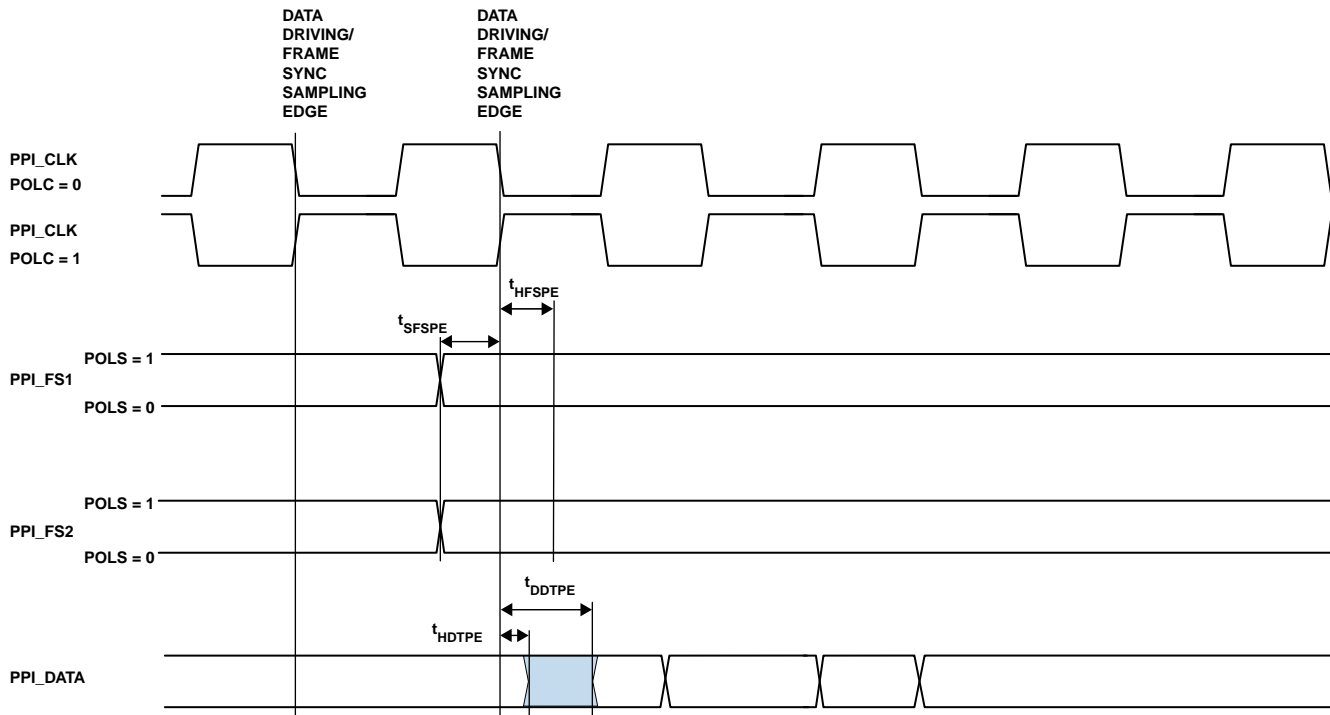 DATA
DRIVING/
FRAME
SYNC
SAMPLING
EDGE
DATA
DRIVING/
FRAME
SYNC
SAMPLING
EDGE
PPI_CLK
POLC = 0
PPI_CLK
POLC = 1
tHFSPE
tSFSPE
POLS = 1
PPI_FS1
POLS = 0
POLS = 1
PPI_FS2
POLS = 0
tDDTPE
tHDTPE
PPI_DATA